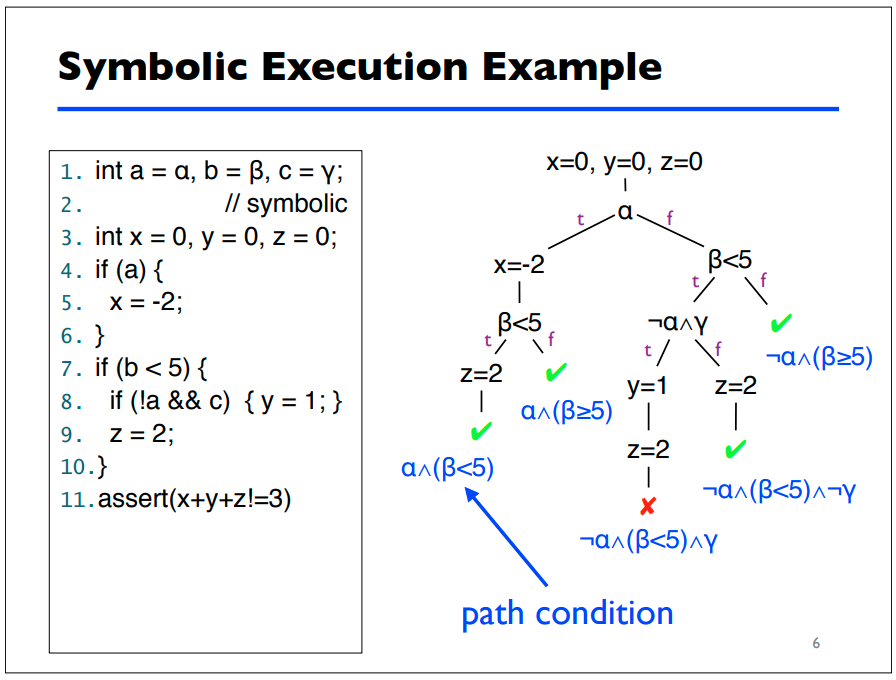 Symbolic Execution Example
1. int a = α, b = β, c = γ;
2. // symbolic
3. int x = 0, y = 0, z = 0;
4. if (a) {
5. x = -2;
6. }
7. if (b < 5) {
8. if (!a && c) { y = 1; }
9. z = 2;
10.}
11.assert(x+y+z!=3)
x=0, y=0, z=0
t α f
x=-2 β<5
t f
β<5 ¬α∧γ ✔
t f t f ¬α∧(β≥5)
z=2 ✔ y=1 z=2
α∧(β≥5)
✔ z=2 ✔
α∧(β<5) ¬α∧(β<5)∧¬γ
✘
¬α∧(β<5)∧γ
path condition
6